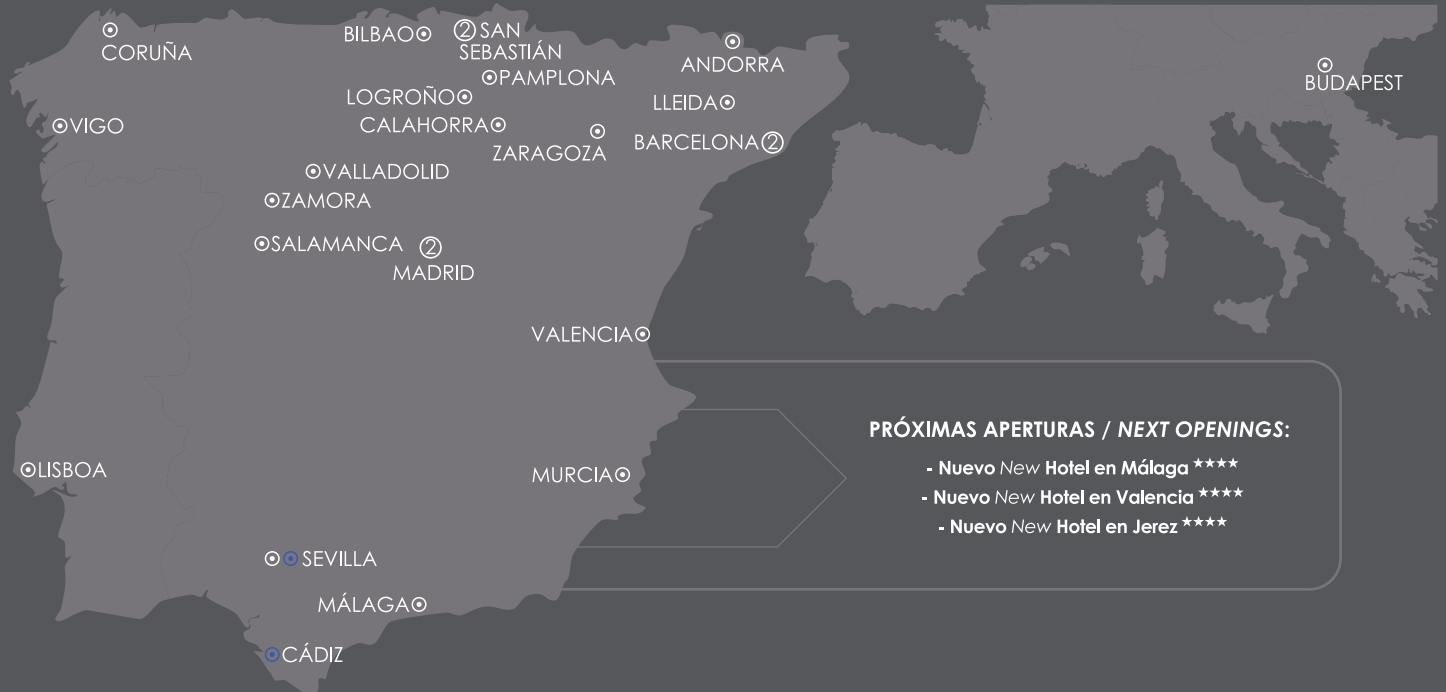 CORUÑA
BILBAO
2 SAN
SEBASTIÁN
PAMPLONA
ANDORRA
BUDAPEST
LOGROÑO
LLEIDA
VIGO
CALAHORRA
ZARAGOZA
BARCELONA 2
VALLADOLID
ZAMORA
SALAMANCA
2
MADRID
VALENCIA
LISBOA
MURCIA
SEVILLA
MÁLAGA
CÁDIZ
PRÓXIMAS APERTURAS / NEXT OPENINGS:
- Nuevo New Hotel en Málaga ★★★★
- Nuevo New Hotel en Valencia ★★★★
- Nuevo New Hotel en Jerez ★★★★